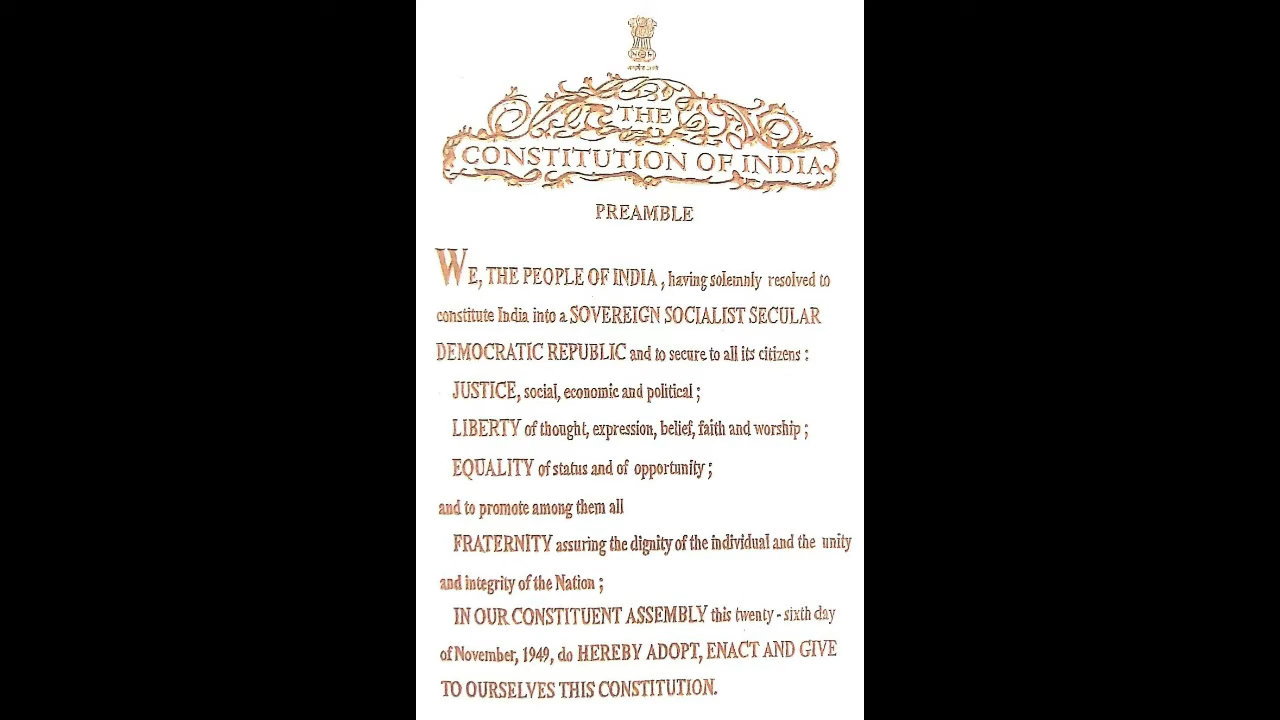 THE
CONSTITUTION OF INDIA
PREAMBLE
WE, THE PEOPLE OF INDIA , having solemnly resolved to
constitute India into a SOVEREIGN SOCIALIST SECULAR
DEMOCRATIC REPUBLIC and to secure to all its citizens :
JUSTICE, social, economic and political ;
LIBERTY of thought, expression, belief, faith and worship ;
EQUALITY of status and of opportunity ;
and to promote among them all
FRATERNITY assuring the dignity of the individual and the unity
and integrity of the Nation ;
IN OUR CONSTITUENT ASSEMBLY this twenty - sixth day
of November, 1949, do HEREBY ADOPT, ENACT AND GIVE
TO OURSELVES THIS CONSTITUTION.